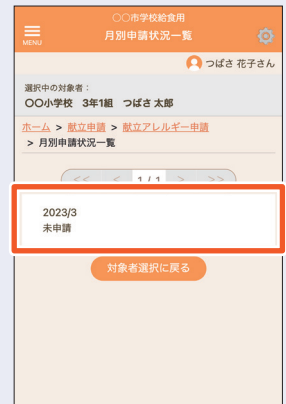 〇〇市学校給食用
MENU
月別申請状況一覧
つばさ 花子さん
選択中の対象者：
〇〇小学校 3年1組 つばさ 太郎
ホーム > 献立申請 > 献立アレルギー申請
> 月別申請状況一覧
<< < 1 / 1 > >>
2023/3
未申請
対象者選択に戻る